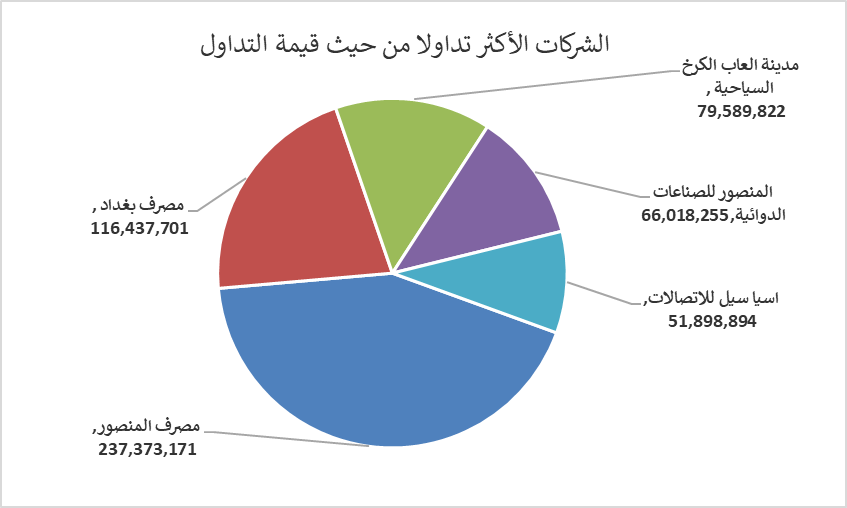 الشركات الأكثر تداولا من حيث قيمة التداول
مدينة العاب الكرخ
السياحية ,
79,589,822
المنصور للصناعات
الدوائية, 66,018,255
اسيا سيل للاتصالات,
51,898,894
مصرف المنصور,
237,373,171
مصرف بغداد ,
116,437,701